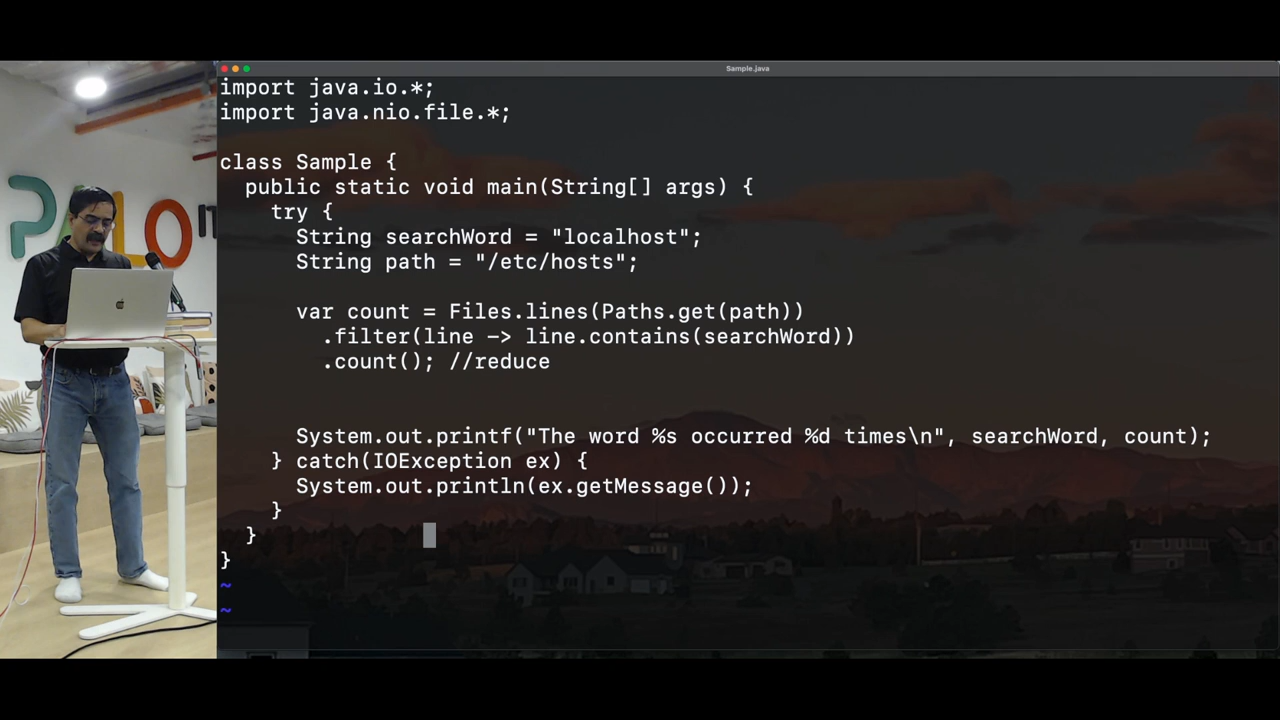 PALO IT
Sample.java
import java.io.*;
import java.nio.file.*;
class Sample {
  public static void main(String[] args) {
    try {
      String searchWord = "localhost";
      String path = "/etc/hosts";
      var count = Files.lines(Paths.get(path))
        .filter(line -> line.contains(searchWord))
        .count(); //reduce
      System.out.printf("The word %s occurred %d times\n", searchWord, count);
    } catch(IOException ex) {
      System.out.println(ex.getMessage());
    }
  }
}
~
~